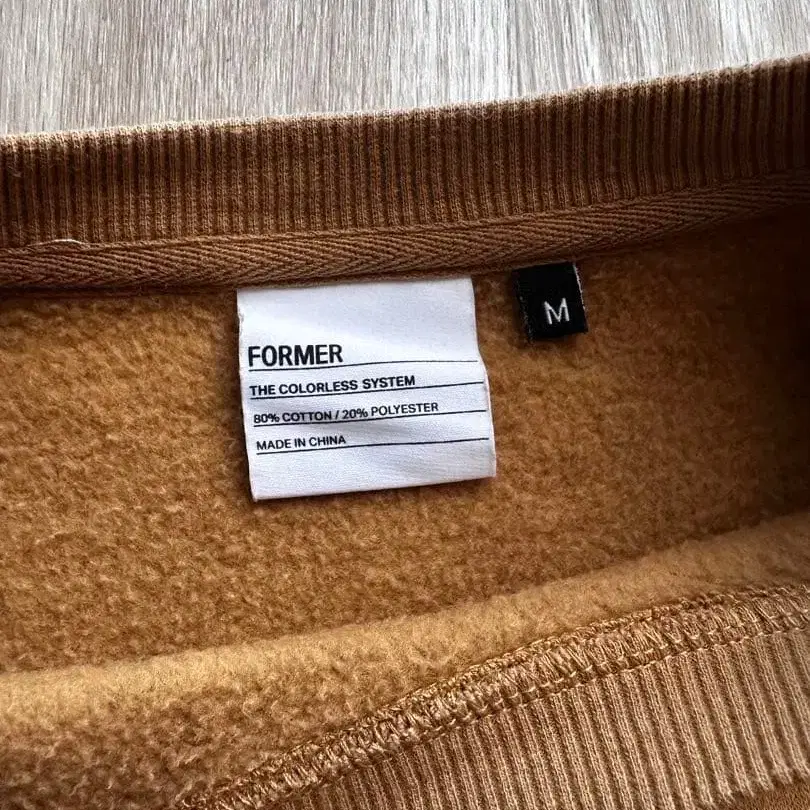 FORMER
THE COLORLESS SYSTEM
80% COTTON / 20% POLYESTER
MADE IN CHINA
M